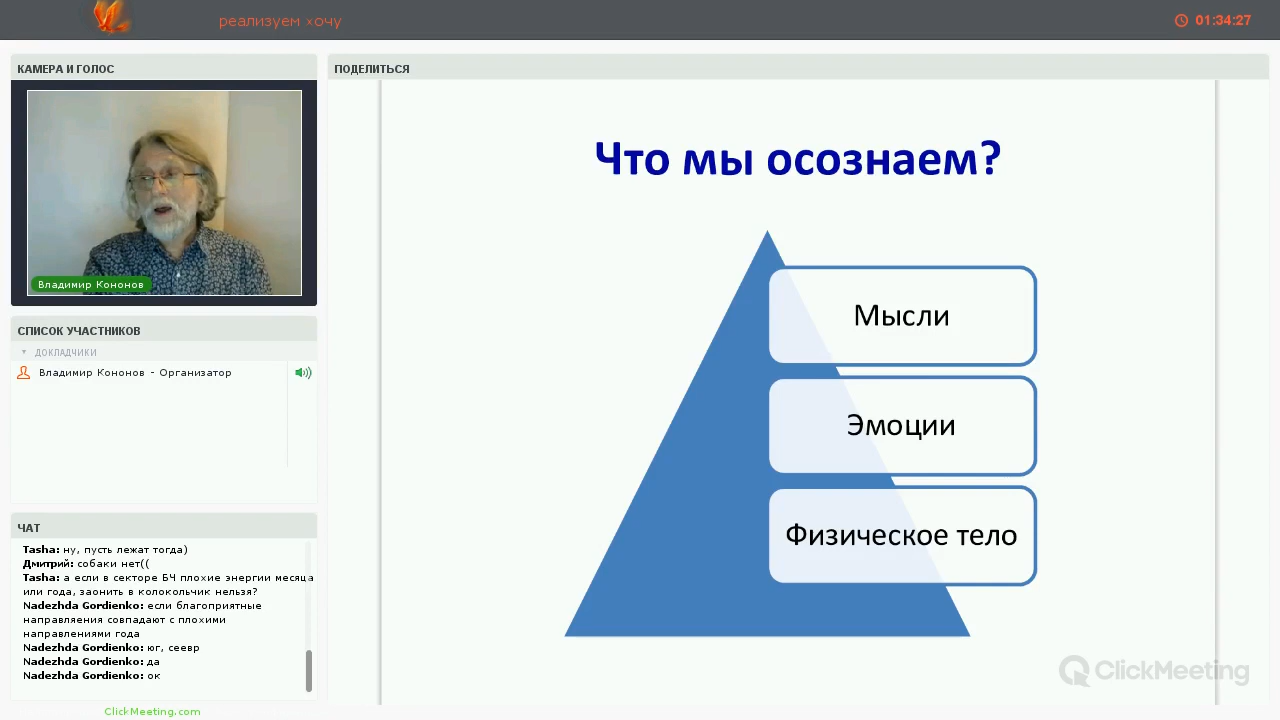 реализуем хочу
01:34:27
КАМЕРА И ГОЛОС
Владимир Кононов
СПИСОК УЧАСТНИКОВ
ДОКЛАДЧИКИ
Владимир Кононов - Организатор
ЧАТ
Tasha: ну, пусть лежат тогда)
Дмитрий: собаки нет((
Tasha: а если в секторе БЧ плохие энергии месяца
или года, заонить в колокольчик нельзя?
Nadezhda Gordienko: если благоприятные
направляения совпадают с плохими
направлениями года
Nadezhda Gordienko: юг, сеевр
Nadezhda Gordienko: да
Nadezhda Gordienko: ок
ClickMeeting.com
ПОДЕЛИТЬСЯ
Что мы осознаем?
Мысли
Эмоции
Физическое тело
ClickMeeting